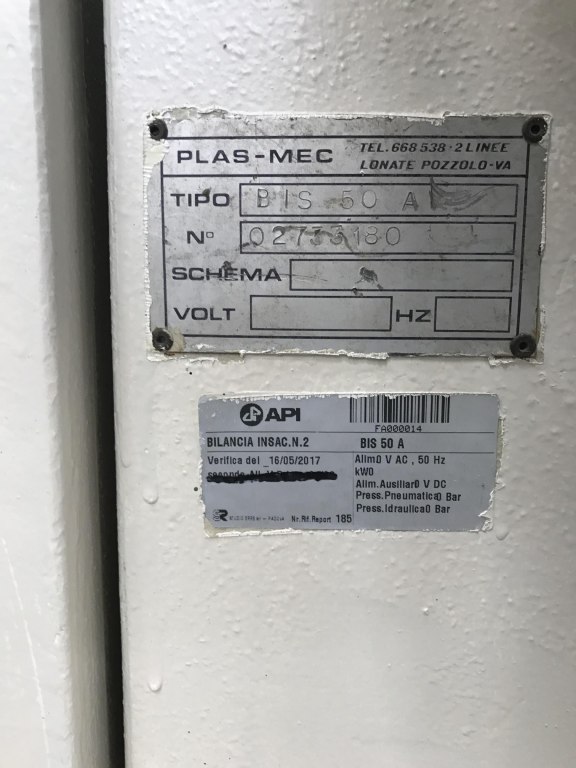 PLAS-MEC
TEL. 668 538 · 2 LINEE
LONATE POZZOLO-VA
TIPO BIS 50 A
N° 02733180
SCHEMA
VOLT HZ
API
FA000014
BILANCIA INSAC.N.2
BIS 50 A
Verifica del _16/05/2017
Alim0 V AC , 50 Hz
kW0
Alim.Ausiliar0 V DC
Press.Pneumatica0 Bar
Press.Idraulica0 Bar
Nr.Rif.Report 185